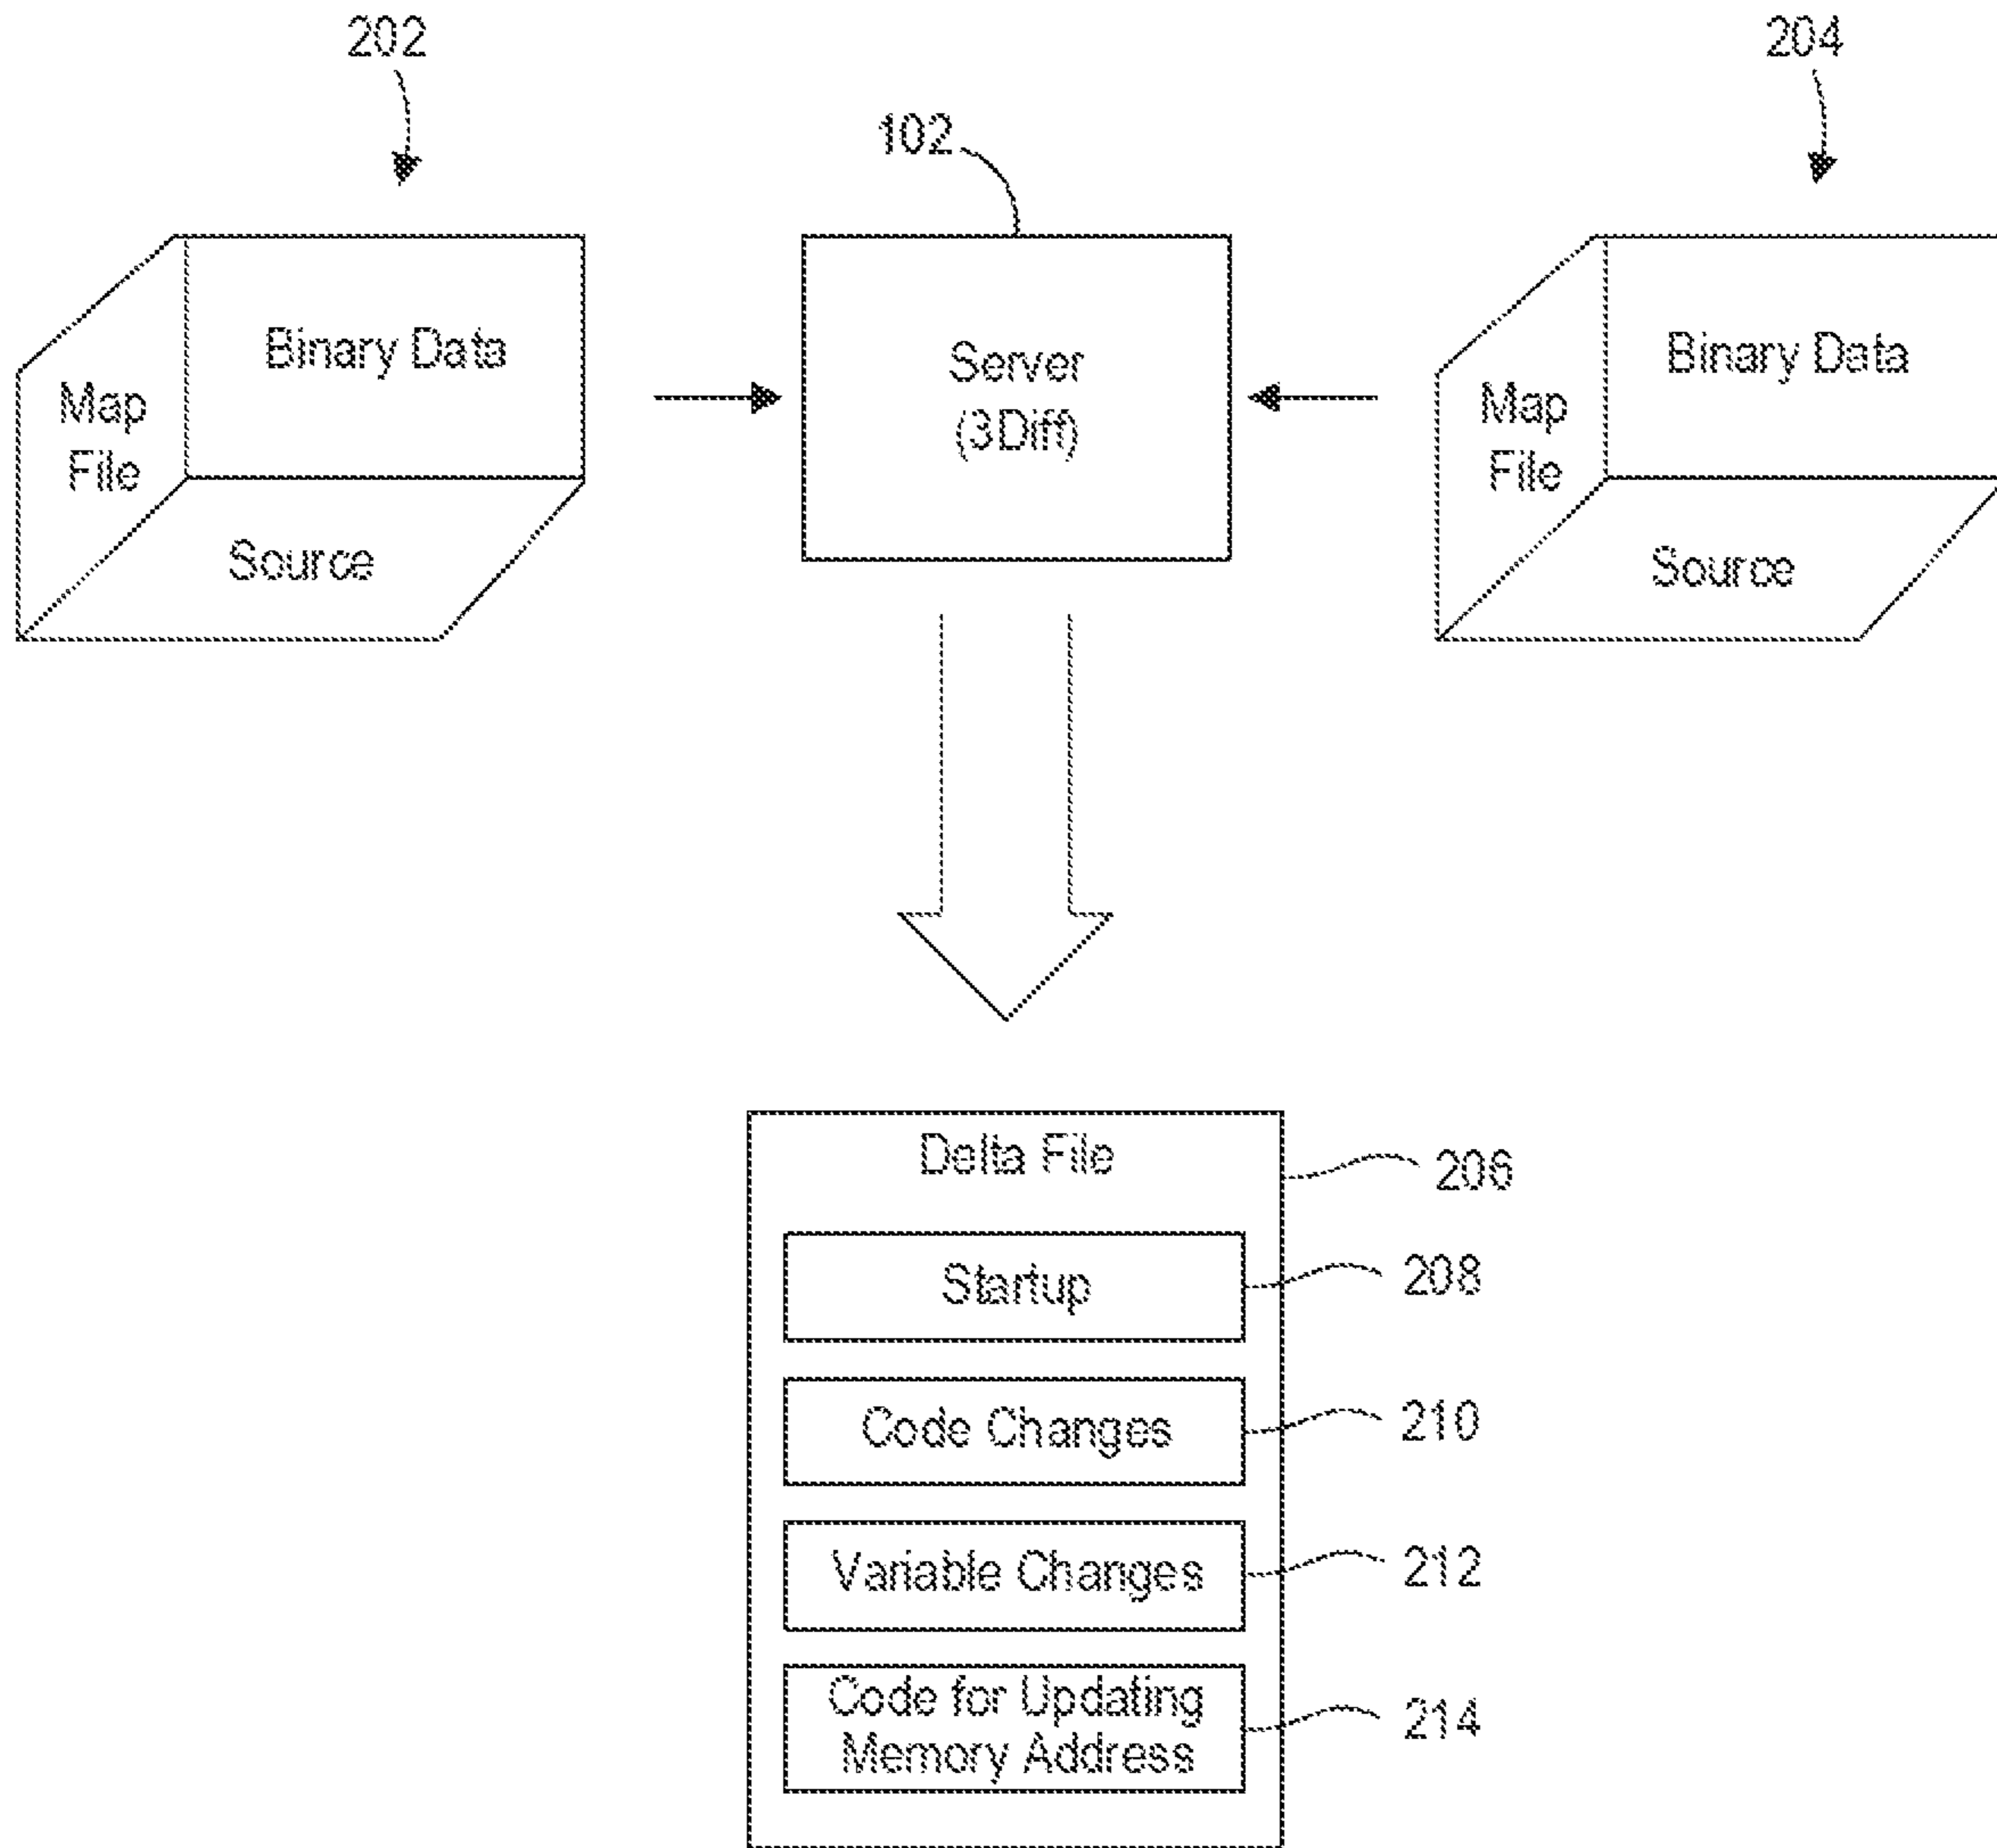 202
204
102
Binary Data
Map
File
Source
Server
(3Diff)
Binary Data
Map
File
Source
Delta File
206
Startup
208
Code Changes
210
Variable Changes
212
Code for Updating
Memory Address
214